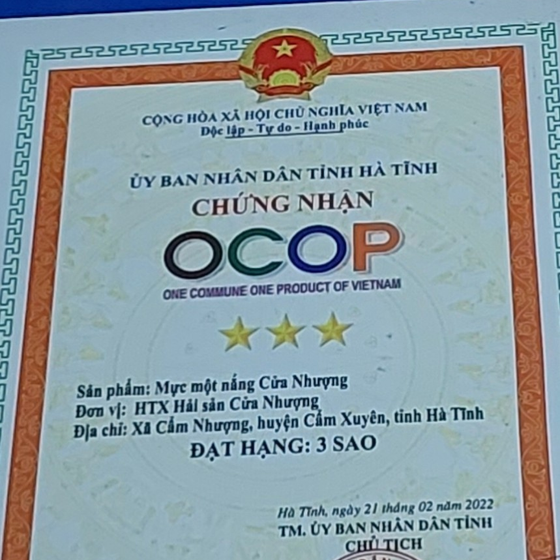 CỘNG HÒA XÃ HỘI CHỦ NGHĨA VIỆT NAM
Độc lập - Tự do - Hạnh phúc
ỦY BAN NHÂN DÂN TỈNH HÀ TĨNH
CHỨNG NHẬN
OCOP
ONE COMMUNE ONE PRODUCT OF VIETNAM
Sản phẩm: Mực một nắng Cửa Nhượng
Đơn vị: HTX Hải sản Cửa Nhượng
Địa chỉ: Xã Cẩm Nhượng, huyện Cẩm Xuyên, tỉnh Hà Tĩnh
ĐẠT HẠNG: 3 SAO
Hà Tĩnh, ngày 21 tháng 02 năm 2022
TM. ỦY BAN NHÂN DÂN TỈNH
CHỦ TỊCH